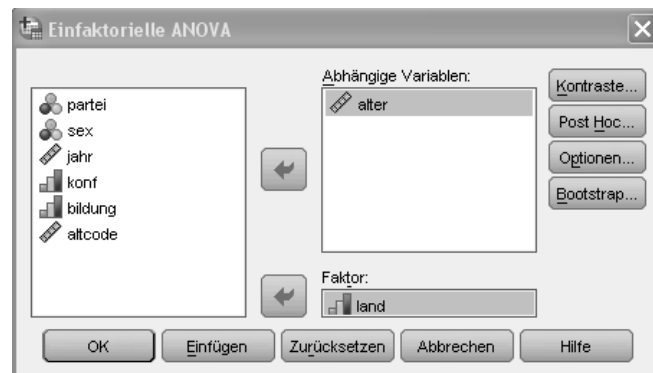 Einfaktorielle ANOVA
Abhängige Variablen:
partei
sex
jahr
konf
bildung
altcode
alter
Kontraste...
Post Hoc...
Optionen...
Bootstrap...
Faktor:
land
OK
Einfügen
Zurücksetzen
Abbrechen
Hilfe